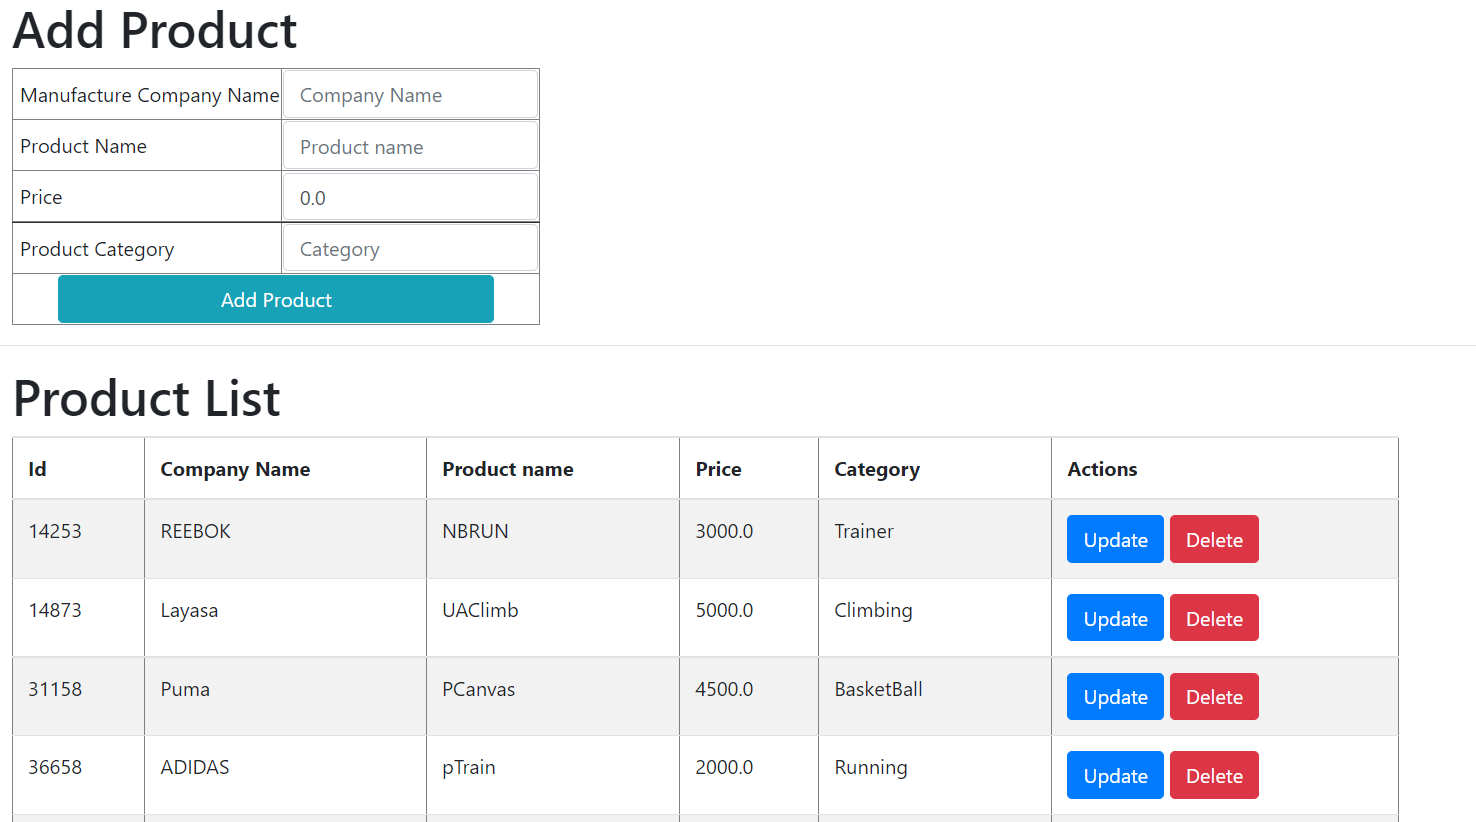 Add Product
Manufacture Company Name Company Name
Product Name Product name
Price 0.0
Product Category Category
Add Product
Product List
Id Company Name Product name Price Category Actions
14253 REEBOK NBRUN 3000.0 Trainer Update Delete
14873 Layasa UAClimb 5000.0 Climbing Update Delete
31158 Puma PCanvas 4500.0 BasketBall Update Delete
36658 ADIDAS pTrain 2000.0 Running Update Delete